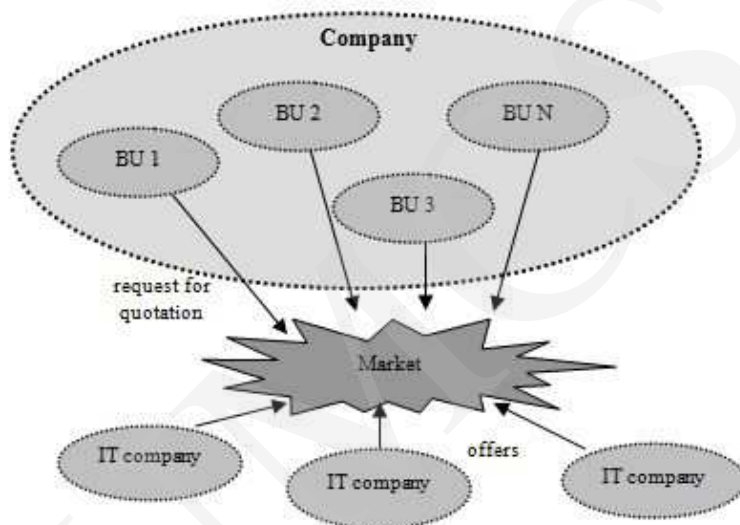 Company
BU 2
BU N
BU 1
BU 3
request for
quotation
Market
IT company
offers
IT company
IT company